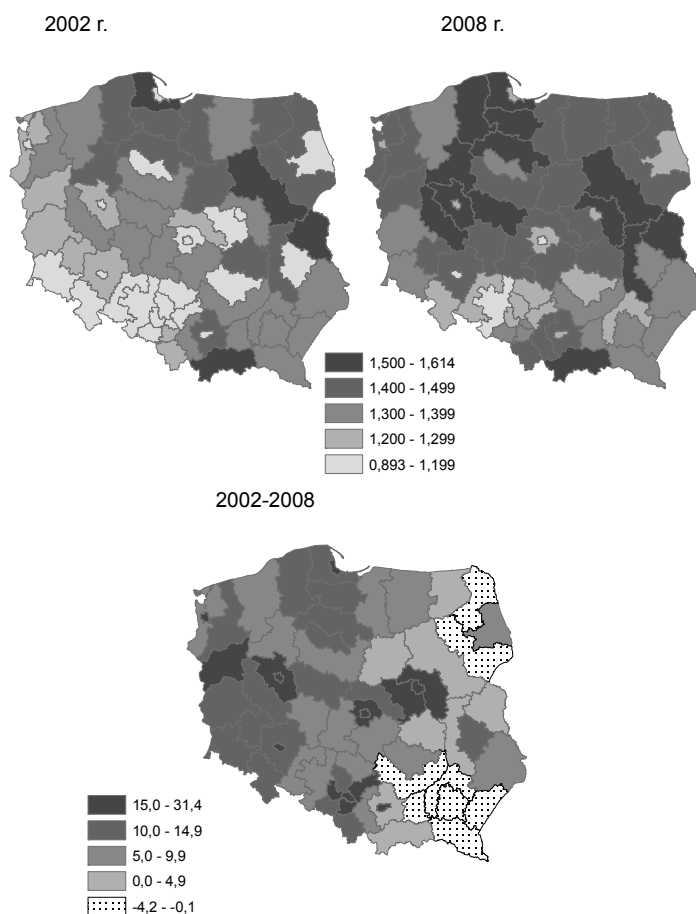 2002 r.
2008 r.
1,500 - 1,614
1,400 - 1,499
1,300 - 1,399
1,200 - 1,299
0,893 - 1,199
2002-2008
15,0 - 31,4
10,0 - 14,9
5,0 - 9,9
0,0 - 4,9
-4,2 - -0,1